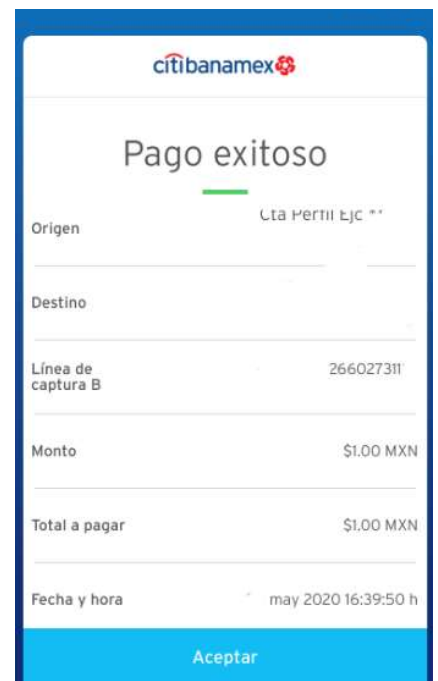 citibanamex
Pago exitoso
Origen
Cta Perfil Ejc **
Destino
Línea de captura B
266027311
Monto
$1.00 MXN
Total a pagar
$1.00 MXN
Fecha y hora
may 2020 16:39:50 h
Aceptar